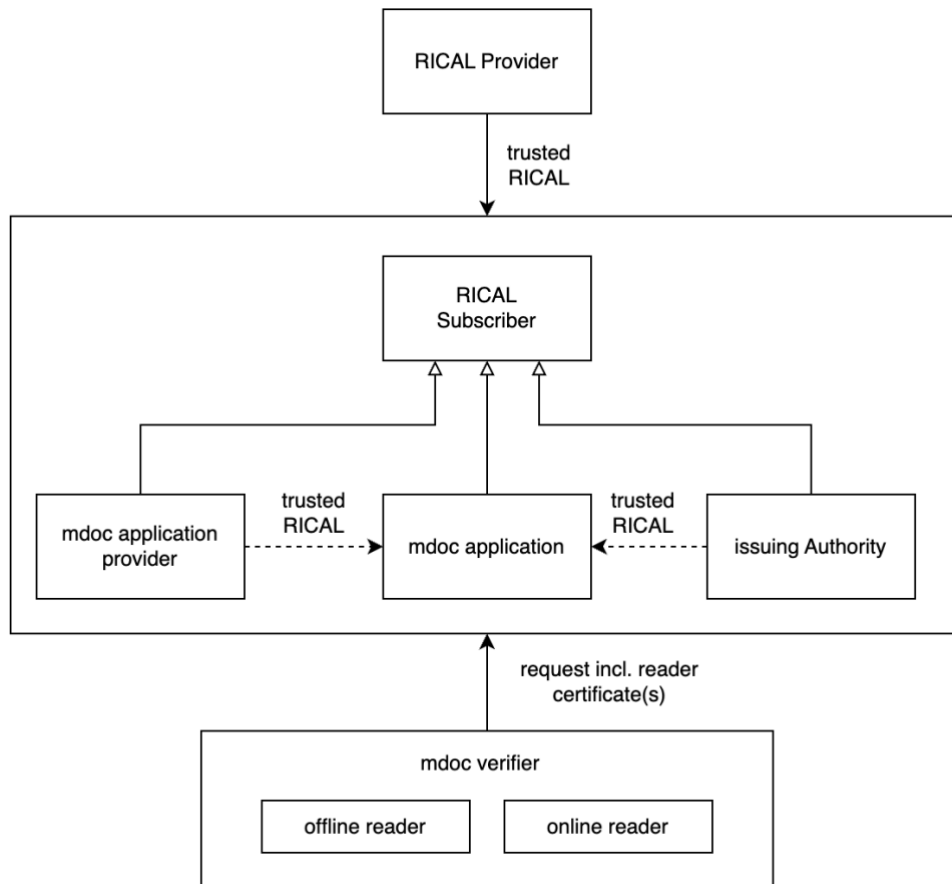 RICAL Provider
trusted
RICAL
RICAL
Subscriber
mdoc application
provider
trusted
RICAL
mdoc application
trusted
RICAL
issuing Authority
request incl. reader
certificate(s)
mdoc verifier
offline reader
online reader